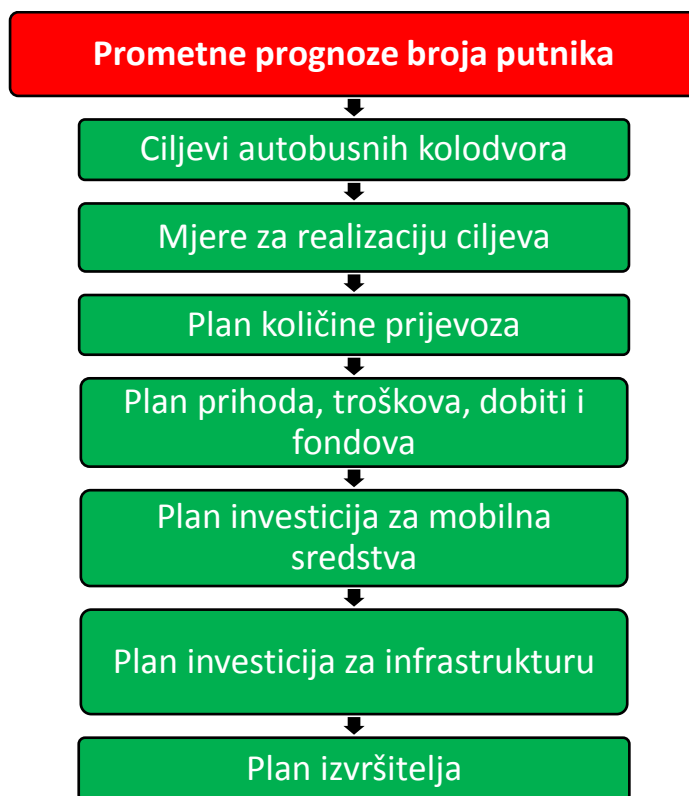 Prometne prognoze broja putnika
Ciljevi autobusnih kolodvora
Mjere za realizaciju ciljeva
Plan količine prijevoza
Plan prihoda, troškova, dobiti i
fondova
Plan investicija za mobilna
sredstva
Plan investicija za infrastrukturu
Plan izvršitelja